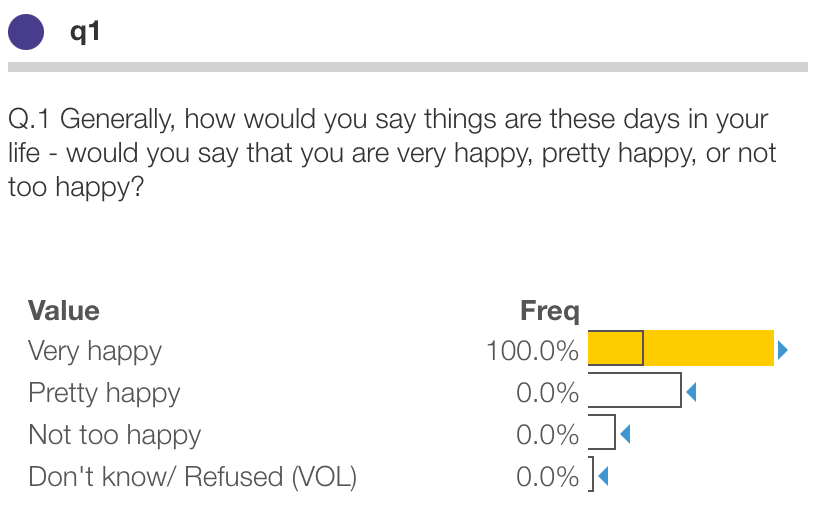 q1
Q.1 Generally, how would you say things are these days in your
life - would you say that you are very happy, pretty happy, or not
too happy?
Value Freq
Very happy 100.0%
Pretty happy 0.0%
Not too happy 0.0%
Don't know/ Refused (VOL) 0.0%